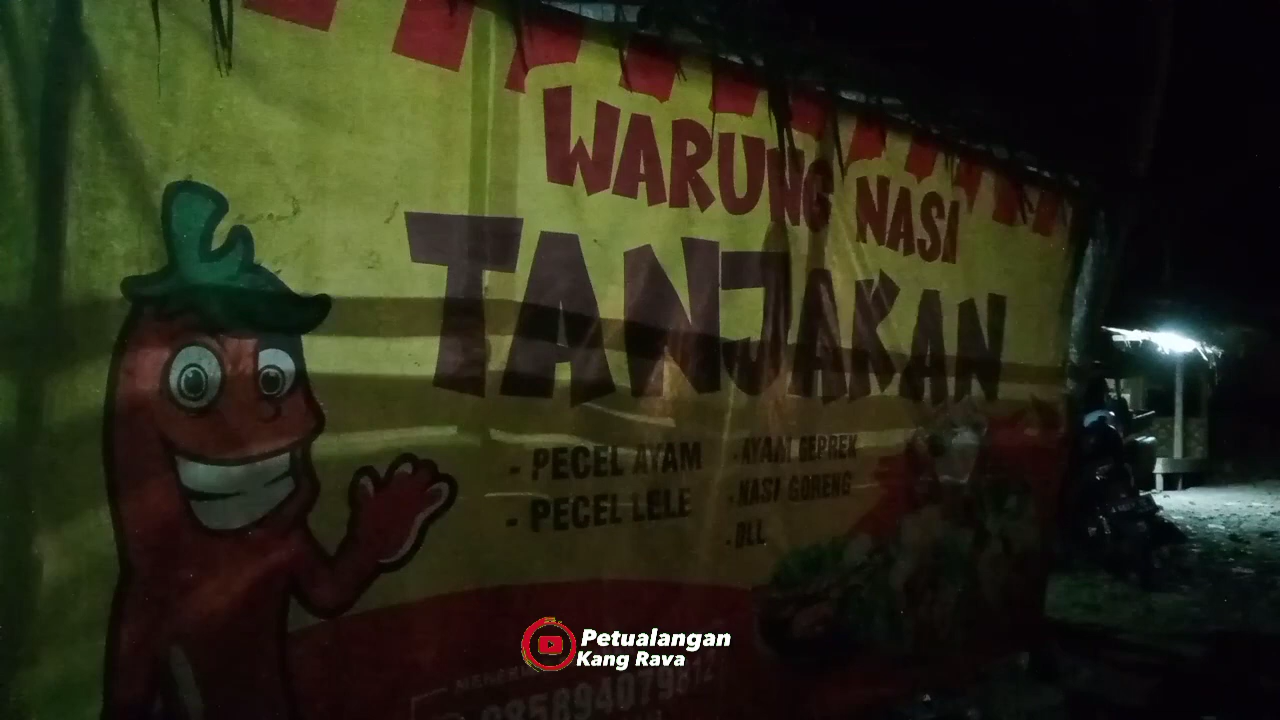 WARUNG NASI
TANJAKAN
- PECEL AYAM
- PECEL LELE
- AYAM GEPREK
- NASI GORENG
- DLL
Petualangan
Kang Rava